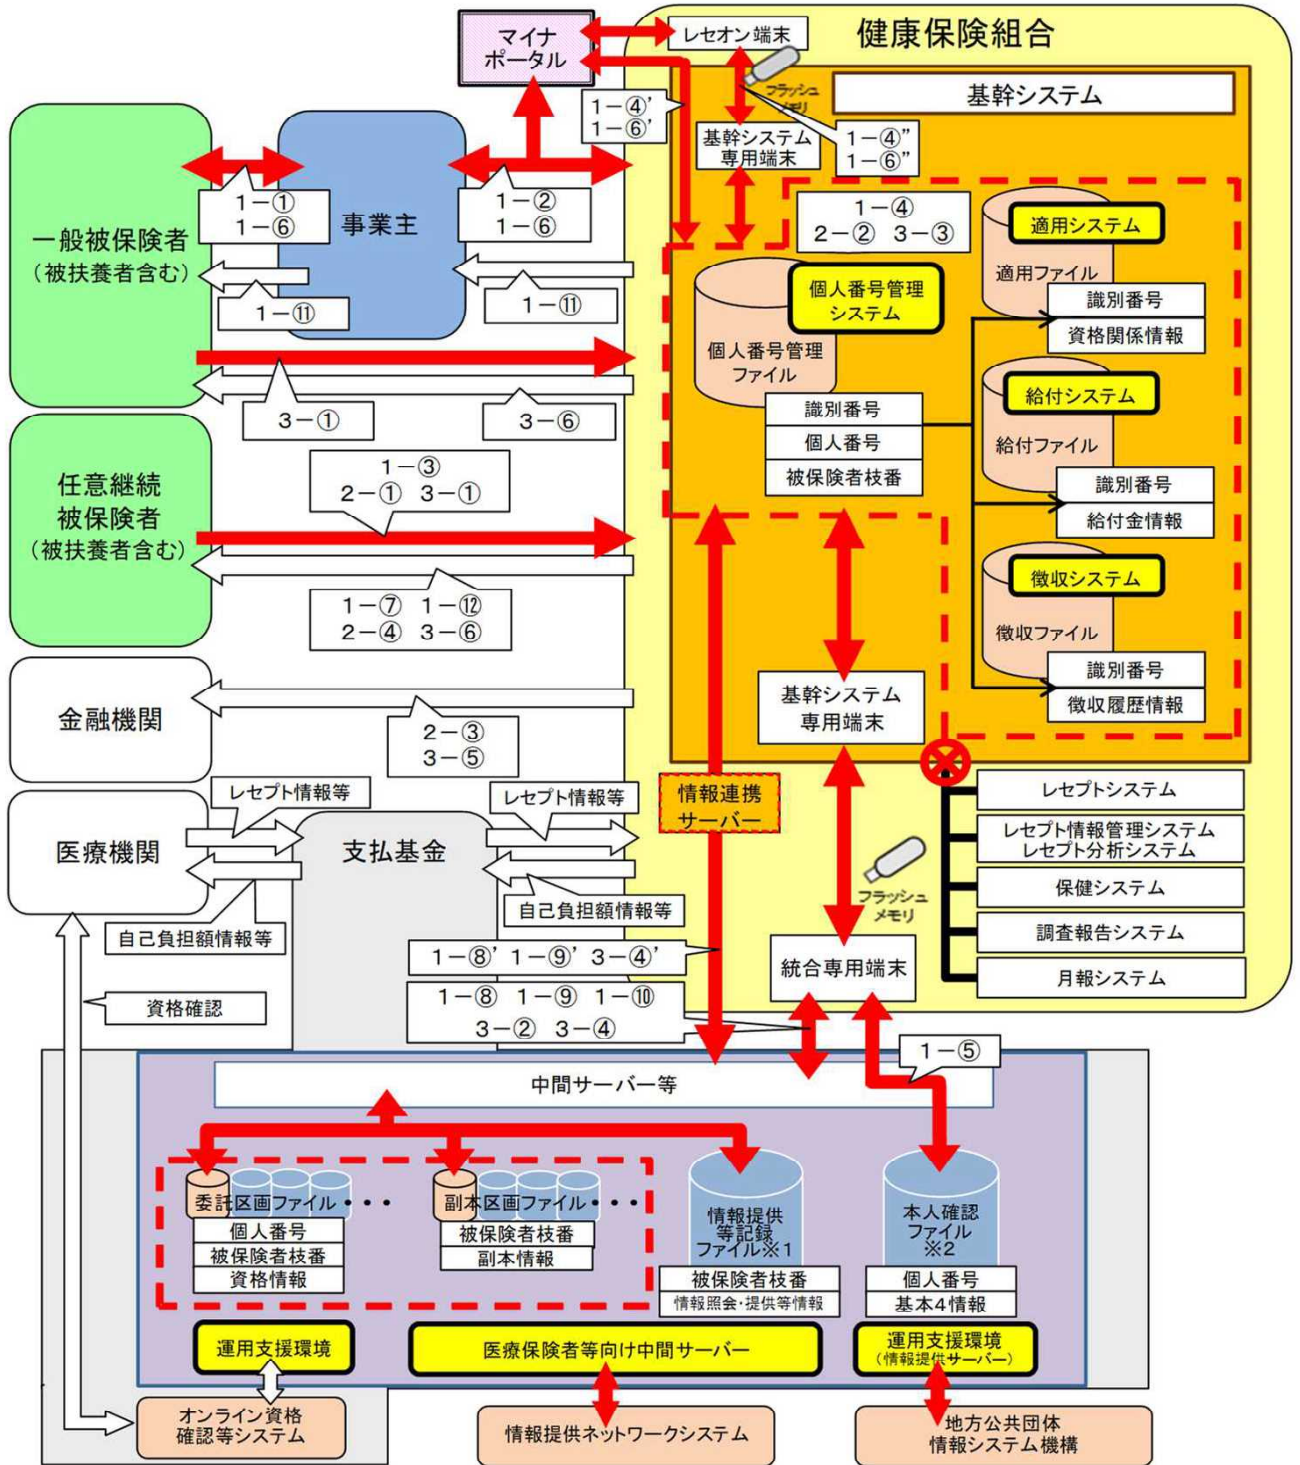 マイナ
ポータル
レセオン端末
健康保険組合
フラッシュ
メモリ
基幹システム
1-④’
1-⑥’
基幹システム
専用端末
1-④”
1-⑥”
一般被保険者
(被扶養者含む)
1-①
1-⑥
事業主
1-②
1-⑥
1-⑪
1-⑪
3-①
3-⑥
1-④
2-② 3-③
適用システム
適用ファイル
識別番号
資格関係情報
個人番号管理
システム
個人番号管理
ファイル
識別番号
個人番号
被保険者枝番
給付システム
給付ファイル
識別番号
給付金情報
徴収システム
徴収ファイル
識別番号
徴収履歴情報
任意継続
被保険者
(被扶養者含む)
1-③
2-① 3-①
1-⑦ 1-⑫
2-④ 3-⑥
金融機関
2-③
3-⑤
基幹システム
専用端末
情報連携
サーバー
レセプトシステム
レセプト情報管理システム
レセプト分析システム
保健システム
調査報告システム
月報システム
医療機関
レセプト情報等
支払基金
レセプト情報等
自己負担額情報等
自己負担額情報等
フラッシュ
メモリ
統合専用端末
資格確認
1-⑧’ 1-⑨’ 3-④’
1-⑧ 1-⑨ 1-⑩
3-② 3-④
1-⑤
中間サーバー等
委託区画ファイル・・・
個人番号
被保険者枝番
資格情報
副本区画ファイル・・・
被保険者枝番
副本情報
情報提供
等記録
ファイル※1
被保険者枝番
情報照会・提供等情報
本人確認
ファイル
※2
個人番号
基本4情報
運用支援環境
医療保険者等向け中間サーバー
運用支援環境
(情報提供サーバー)
オンライン資格
確認等システム
情報提供ネットワークシステム
地方公共団体
情報システム機構